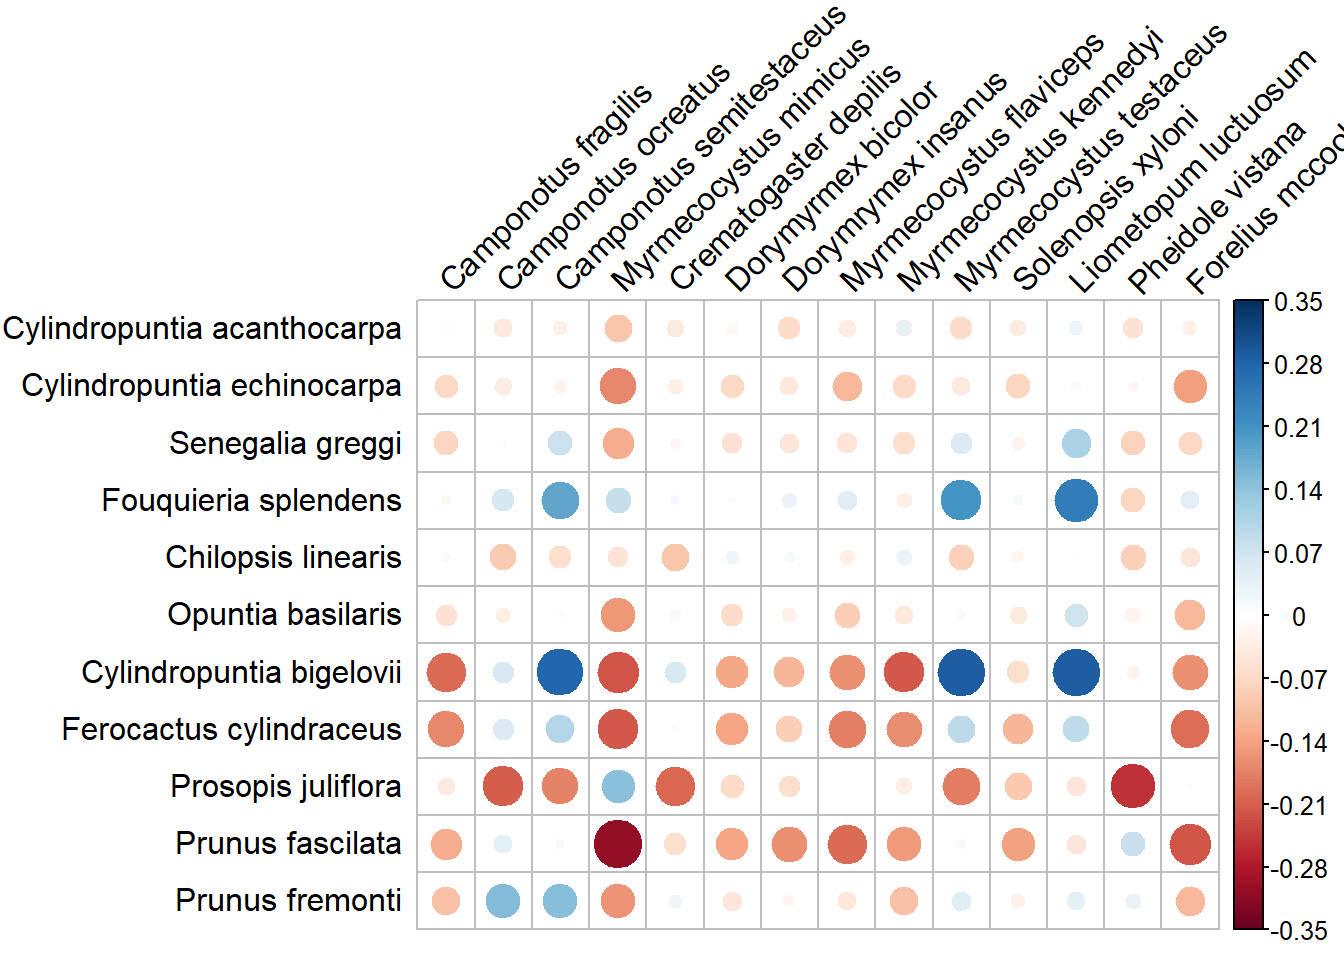 Camponotus fragilis
Camponotus ocreatus
Camponotus semitestaceus
Myrmecocystus mimicus
Crematogaster depilis
Dorymyrmex bicolor
Dorymrymex insanus
Myrmecocystus flaviceps
Myrmecocystus kennedyi
Myrmecocystus testaceus
Solenopsis xyloni
Liometopum luctuosum
Pheidole vistana
Forelius
Cylindropuntia acanthocarpa
Cylindropuntia echinocarpa
Senegalia greggi
Fouquieria splendens
Chilopsis linearis
Opuntia basilaris
Cylindropuntia bigelovii
Ferocactus cylindraceus
Prosopis juliflora
Prunus fascilata
Prunus fremonti
0.35
0.28
0.21
0.14
0.07
0
-0.07
-0.14
-0.21
-0.28
-0.35